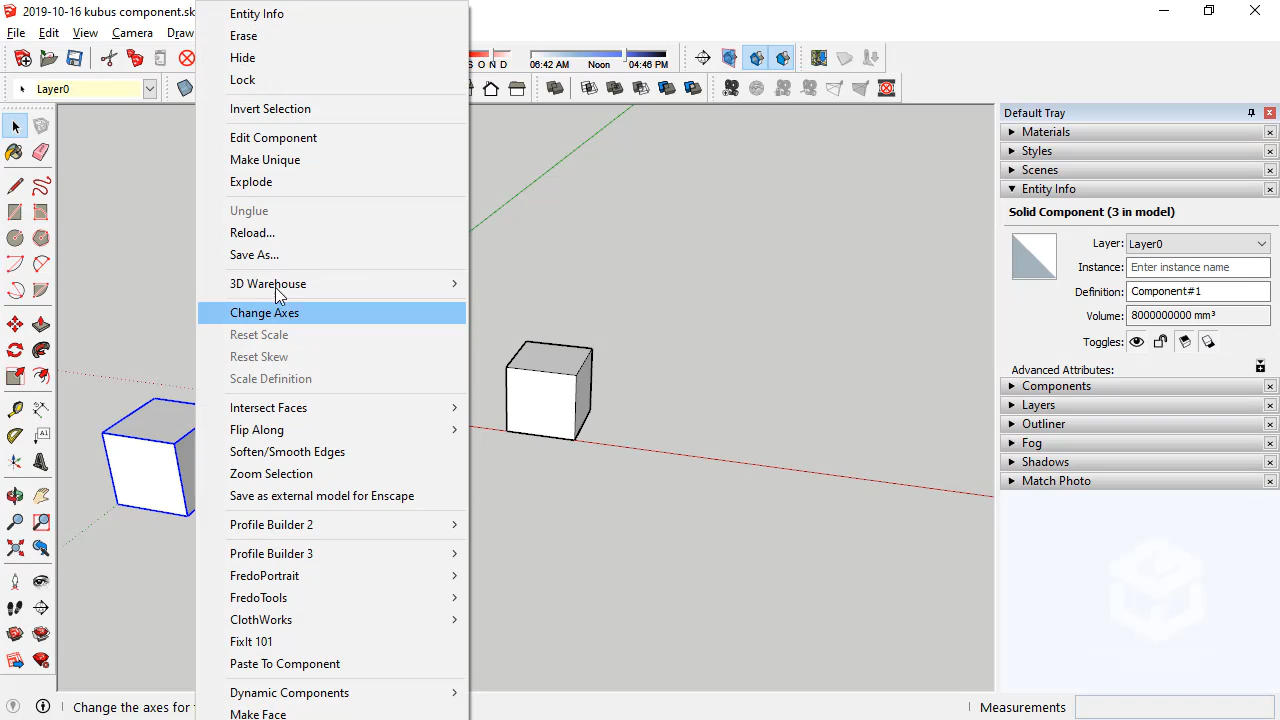 2019-10-16 kubus component.sk
File Edit View Camera Draw
S O N D
06:42 AM Noon 04:46 PM
Layer0
Entity Info
Erase
Hide
Lock
Invert Selection
Edit Component
Make Unique
Explode
Unglue
Reload...
Save As...
3D Warehouse
Change Axes
Reset Scale
Reset Skew
Scale Definition
Intersect Faces
Flip Along
Soften/Smooth Edges
Zoom Selection
Save as external model for Enscape
Profile Builder 2
Profile Builder 3
FredoPortrait
FredoTools
ClothWorks
FixIt 101
Paste To Component
Dynamic Components
Make Face
Default Tray
Materials
Styles
Scenes
Entity Info
Solid Component (3 in model)
Layer: Layer0
Instance: Enter instance name
Definition: Component#1
Volume: 8000000000 mm³
Toggles:
Advanced Attributes:
Components
Layers
Outliner
Fog
Shadows
Match Photo
Change the axes for
Measurements